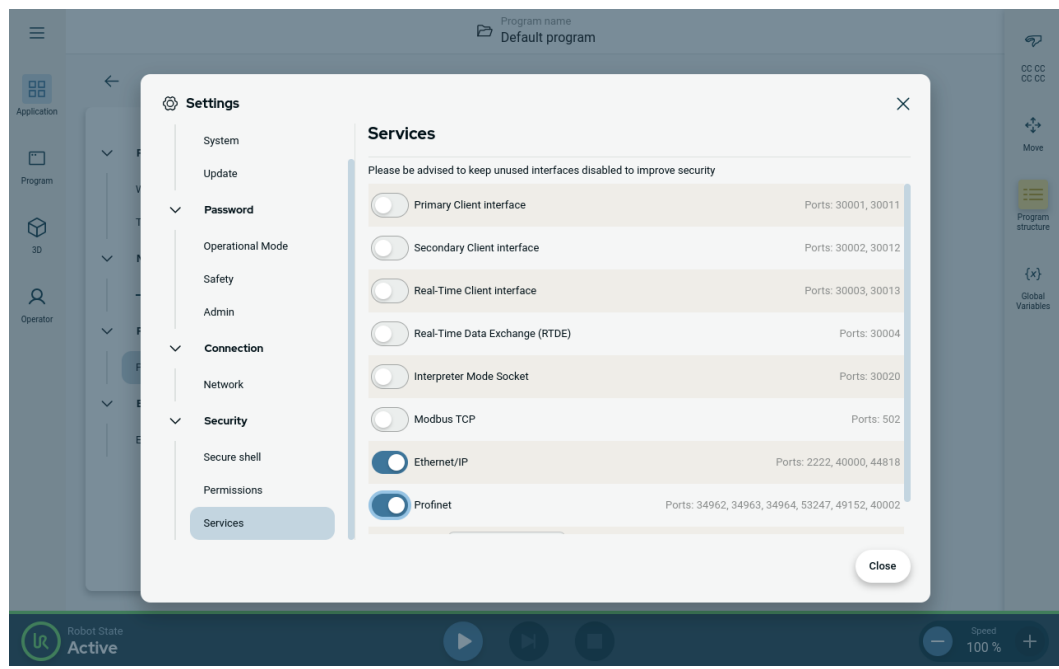 Program name
Default program
Application
Program
3D
Operator
Settings
System
Update
Password
Operational Mode
Safety
Admin
Connection
Network
Security
Secure shell
Permissions
Services
Services
Please be advised to keep unused interfaces disabled to improve security
Primary Client interface Ports: 30001, 30011
Secondary Client interface Ports: 30002, 30012
Real-Time Client interface Ports: 30003, 30013
Real-Time Data Exchange (RTDE) Ports: 30004
Interpreter Mode Socket Ports: 30020
Modbus TCP Ports: 502
Ethernet/IP Ports: 2222, 40000, 44818
Profinet Ports: 34962, 34963, 34964, 53247, 49152, 40002
Close
CC CC
CC CC
Move
Program
structure
{x}
Global
Variables
UR
Robot State
Active
Speed
100 %